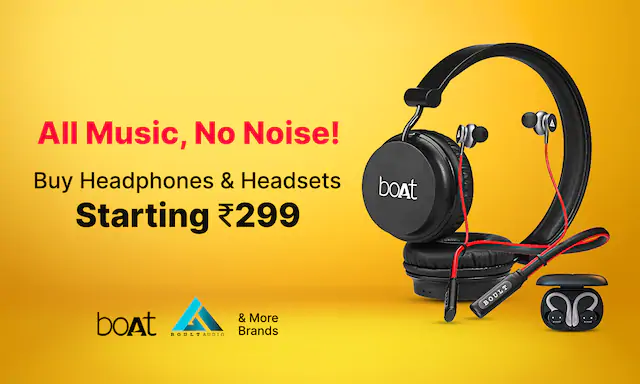 All Music, No Noise!
Buy Headphones & Headsets
Starting ₹299
boAt
BOULT AUDIO
& More
Brands
boAt
BOULT